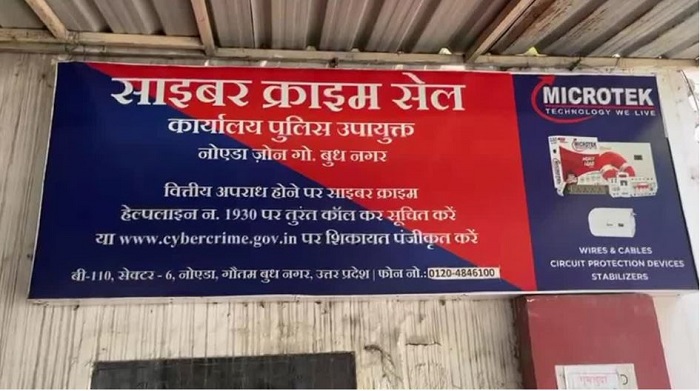 साइबर क्राइम सेल
कार्यालय पुलिस उपायुक्त
नोएडा ज़ोन गो. बुध नगर
वित्तीय अपराध होने पर साइबर क्राइम
हेल्पलाइन न. 1930 पर तुरंत कॉल कर सूचित करें
या www.cybercrime.gov.in पर शिकायत पंजीकृत करें
बी-110, सेक्टर - 6, नोएडा, गौतम बुध नगर, उत्तर प्रदेश | फोन नो.: 0120-4846100
MICROTEK
TECHNOLOGY WE LIVE
MICROTEK
WIRES & CABLES
CIRCUIT PROTECTION DEVICES
STABILIZERS